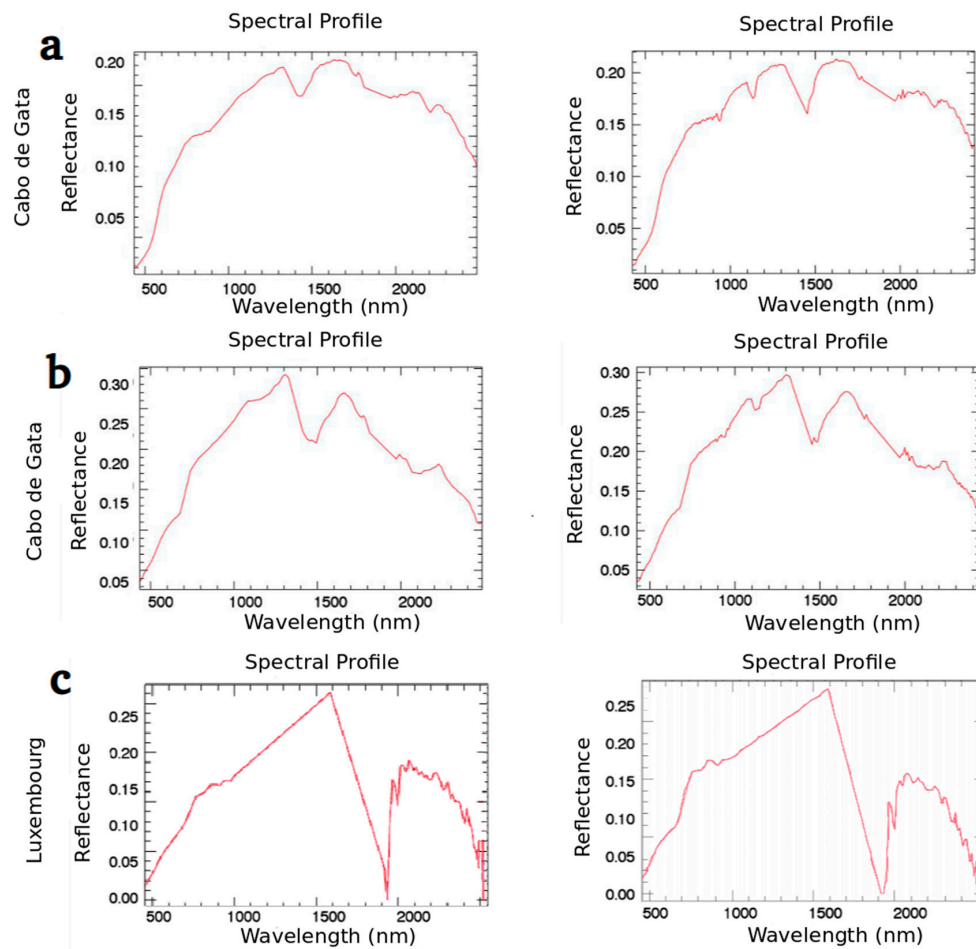 a
Spectral Profile
Cabo de Gata
Reflectance
0.20
0.15
0.10
0.05
500 1000 1500 2000
Wavelength (nm)
Spectral Profile
Reflectance
0.20
0.15
0.10
0.05
500 1000 1500 2000
Wavelength (nm)
b
Spectral Profile
Cabo de Gata
Reflectance
0.30
0.25
0.20
0.15
0.10
0.05
500 1000 1500 2000
Wavelength (nm)
Spectral Profile
Reflectance
0.30
0.25
0.20
0.15
0.10
0.05
500 1000 1500 2000
Wavelength (nm)
c
Spectral Profile
Luxembourg
Reflectance
0.25
0.20
0.15
0.10
0.05
0.00
500 1000 1500 2000
Wavelength (nm)
Spectral Profile
Reflectance
0.25
0.20
0.15
0.10
0.05
0.00
500 1000 1500 2000
Wavelength (nm)